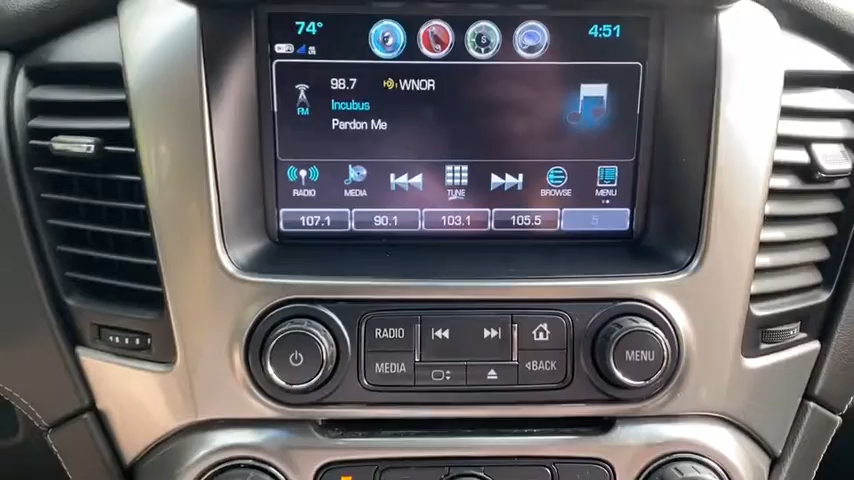 74° 4:51
98.7 WNOR
FM Incubus
Pardon Me
RADIO MEDIA TUNE BROWSE MENU
107.1 90.1 103.1 105.5 5
RADIO
MEDIA BACK
MENU